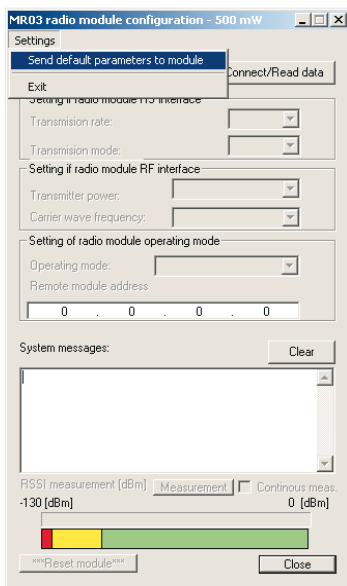 MR03 radio module configuration - 500 mW
Settings
Send default parameters to module
Connect/Read data
Exit
Setting if radio module RS interface
Transmision rate:
Transmision mode:
Setting if radio module RF interface
Transmitter power:
Carrier wave frequency:
Setting of radio module operating mode
Operating mode:
Remote module address
0 . 0 . 0 . 0
System messages:
Clear
RSSI measurement [dBm] Measurement Continous meas.
-130 [dBm] 0 [dBm]
***Reset module***
Close